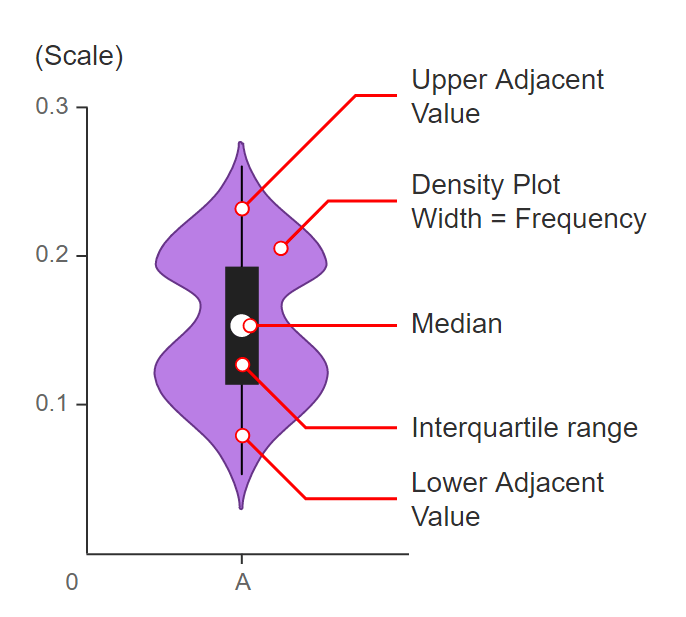 (Scale)
Upper Adjacent
Value
0.3
Density Plot
Width = Frequency
0.2
Median
0.1
Interquartile range
Lower Adjacent
Value
0
A